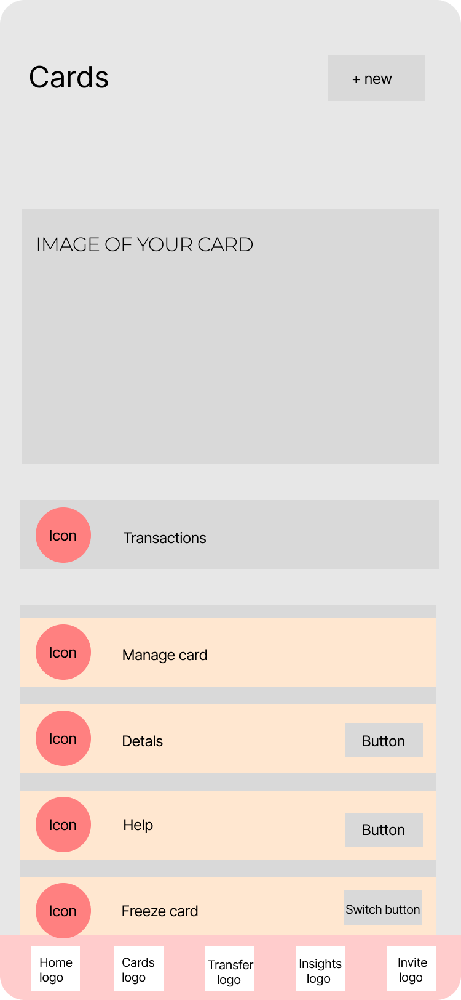 Cards
+ new
IMAGE OF YOUR CARD
Icon
Transactions
Icon
Manage card
Icon
Detals
Button
Icon
Help
Button
Icon
Freeze card
Switch button
Home
logo
Cards
logo
Transfer
logo
Insights
logo
Invite
logo